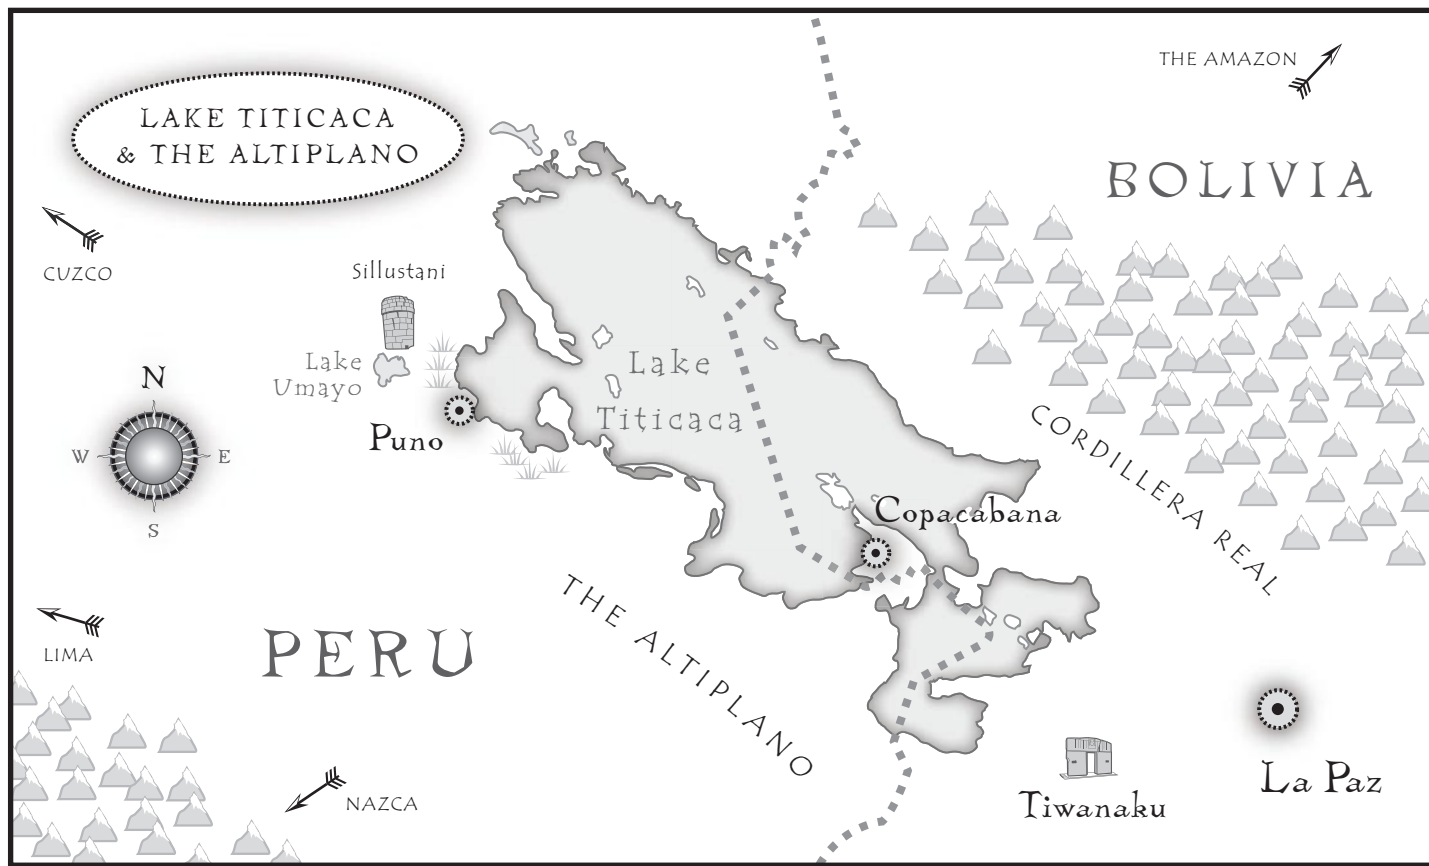 THE AMAZON
LAKE TITICACA
& THE ALTIPLANO
BOLIVIA
CUZCO
Sillustani
Lake
Umayo
Lake
Titicaca
N
W
E
S
Puno
CORDILLERA REAL
Copacabana
THE ALTIPLANO
LIMA
PERU
La Paz
NAZCA
Tiwanaku